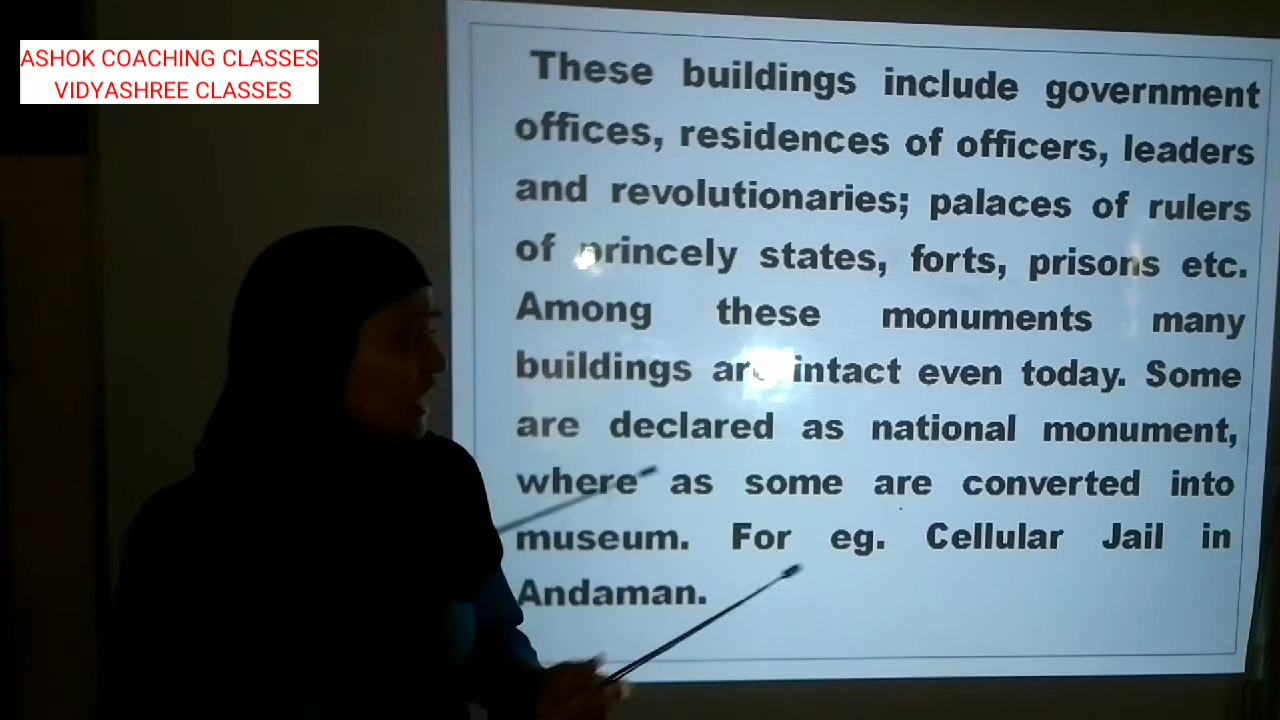 ASHOK COACHING CLASSES
VIDYASHREE CLASSES
These buildings include government
offices, residences of officers, leaders
and revolutionaries; palaces of rulers
of princely states, forts, prisons etc.
Among these monuments many
buildings are intact even today. Some
are declared as national monument,
where as some are converted into
museum. For eg. Cellular Jail in
Andaman.